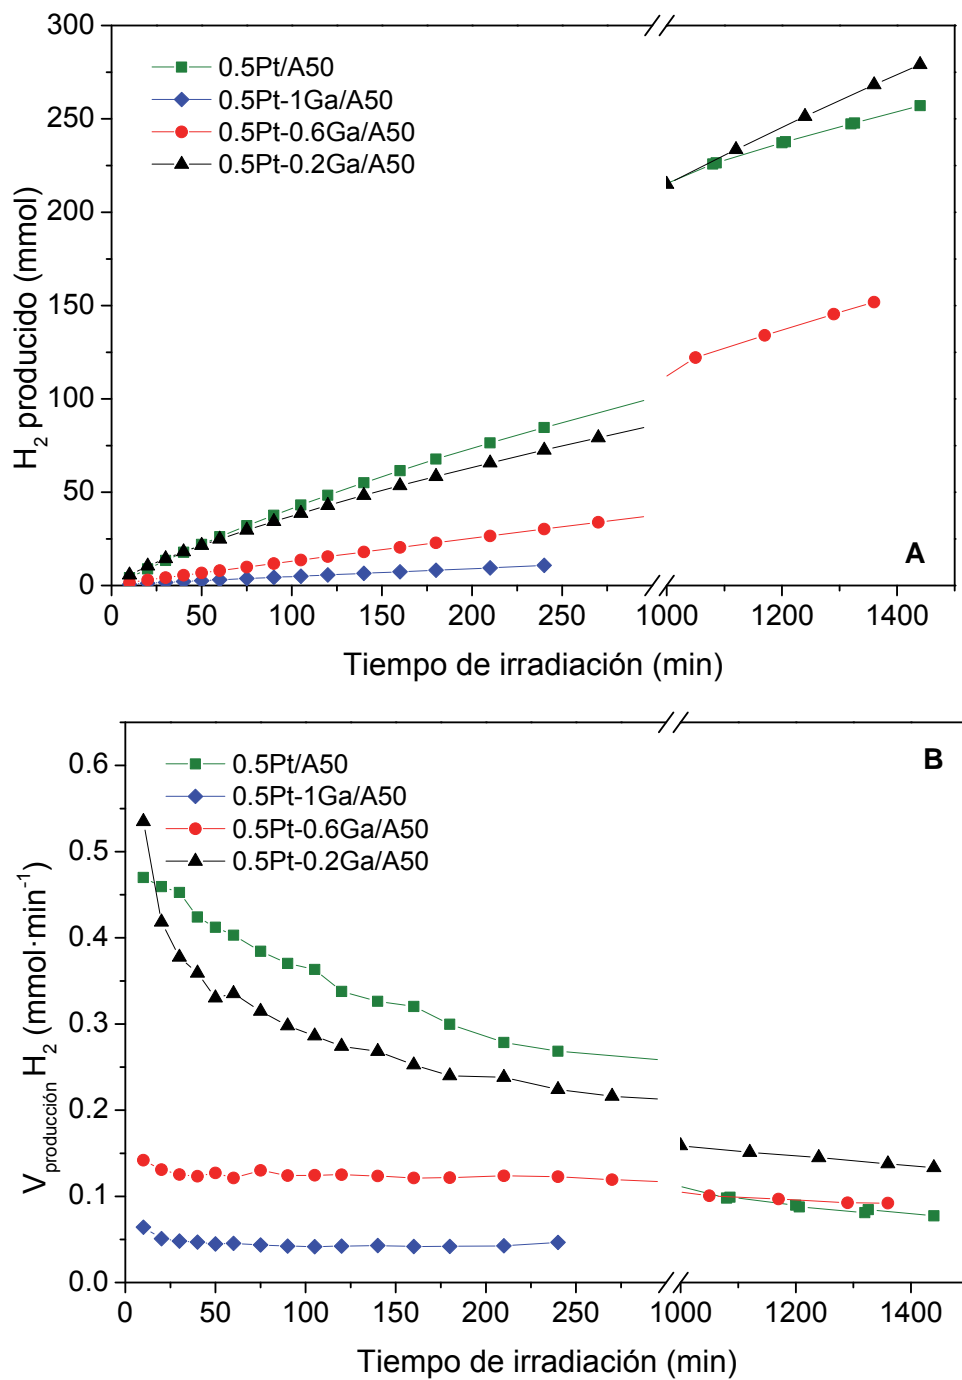 300
250
200
150
100
50
0
H2 producido (mmol)
0.5Pt/A50
0.5Pt-1Ga/A50
0.5Pt-0.6Ga/A50
0.5Pt-0.2Ga/A50
A
0 50 100 150 200 250 1000 1200 1400
Tiempo de irradiación (min)
0.6
0.5
0.4
0.3
0.2
0.1
0.0
Vproducción H2 (mmol·min⁻¹)
0.5Pt/A50
0.5Pt-1Ga/A50
0.5Pt-0.6Ga/A50
0.5Pt-0.2Ga/A50
B
0 50 100 150 200 250 1000 1200 1400
Tiempo de irradiación (min)